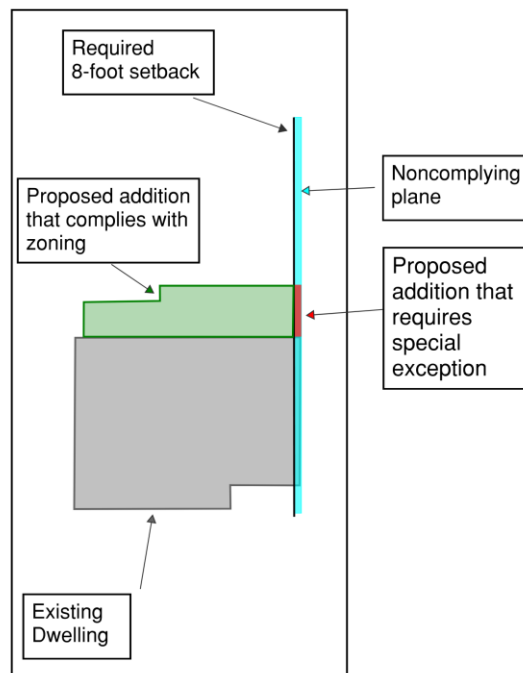 Required
8-foot setback
Noncomplying
plane
Proposed addition
that complies with
zoning
Proposed
addition that
requires
special
exception
Existing
Dwelling